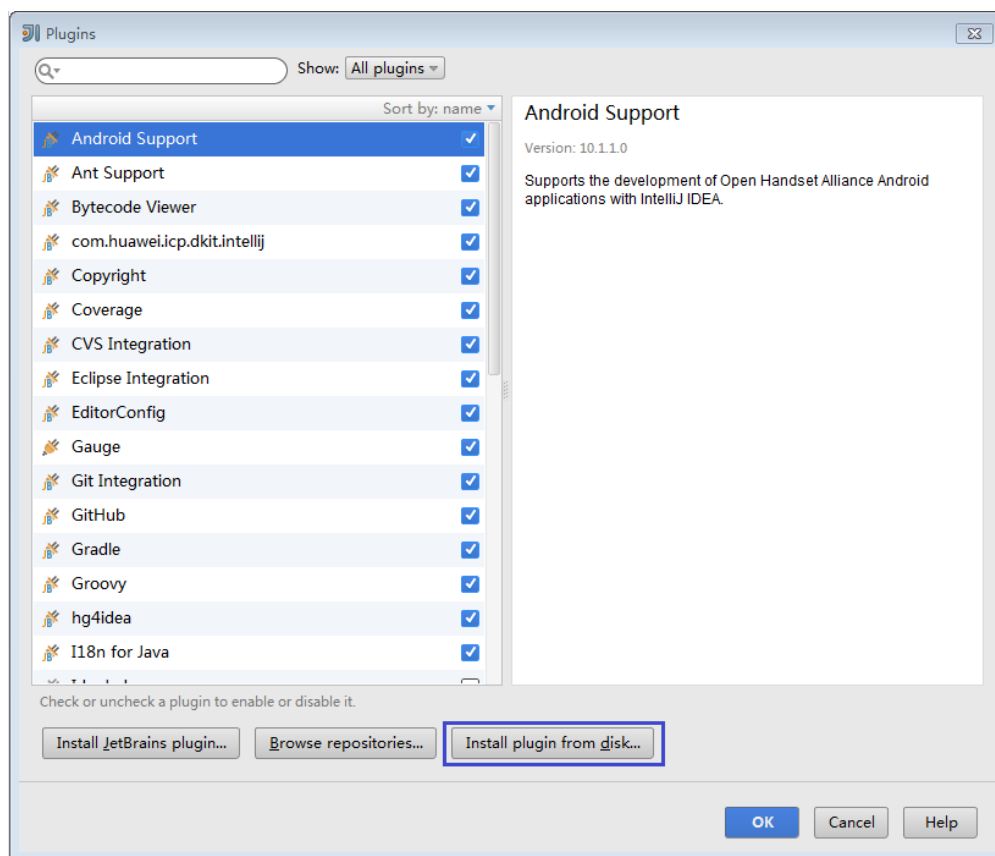 Plugins
Show: All plugins
Sort by: name
Android Support
Ant Support
Bytecode Viewer
com.huawei.icp.dkit.intellij
Copyright
Coverage
CVS Integration
Eclipse Integration
EditorConfig
Gauge
Git Integration
GitHub
Gradle
Groovy
hg4idea
I18n for Java
Android Support
Version: 10.1.1.0
Supports the development of Open Handset Alliance Android
applications with IntelliJ IDEA.
Check or uncheck a plugin to enable or disable it.
Install JetBrains plugin... Browse repositories... Install plugin from disk...
OK Cancel Help